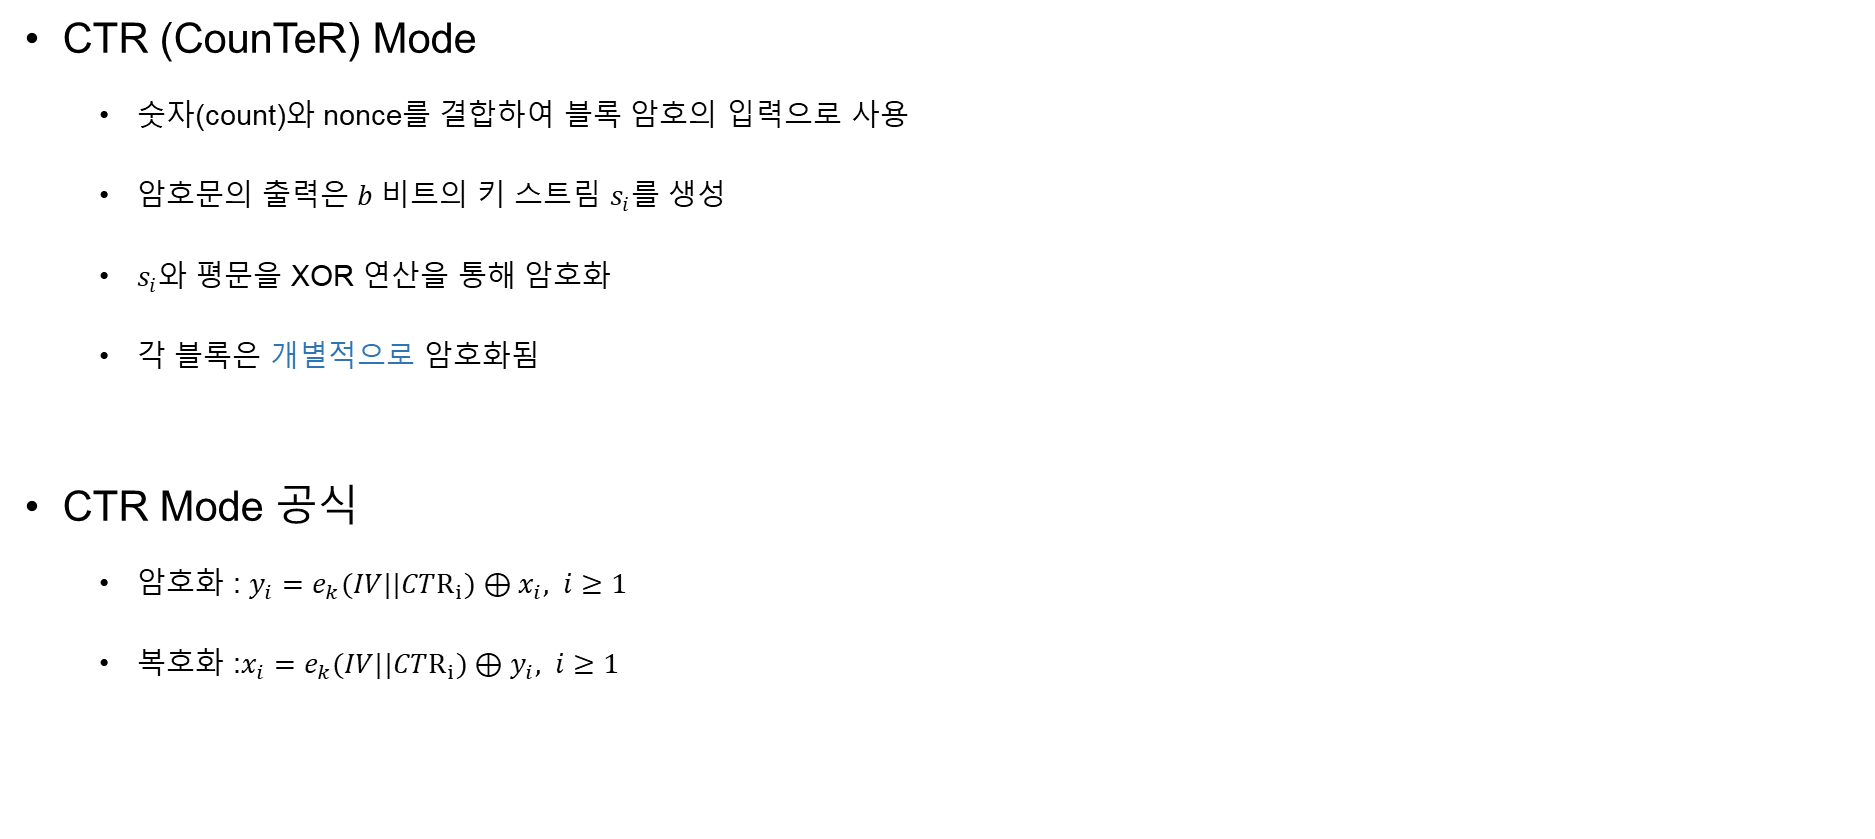 • CTR (CounTeR) Mode
• 숫자(count)와 nonce를 결합하여 블록 암호의 입력으로 사용
• 암호문의 출력은 b 비트의 키 스트림 sᵢ를 생성
• sᵢ와 평문을 XOR 연산을 통해 암호화
• 각 블록은 개별적으로 암호화됨
• CTR Mode 공식
• 암호화 : yᵢ = eₖ(IV||CTRᵢ) ⊕ xᵢ, i ≥ 1
• 복호화 :xᵢ = eₖ(IV||CTRᵢ) ⊕ yᵢ, i ≥ 1